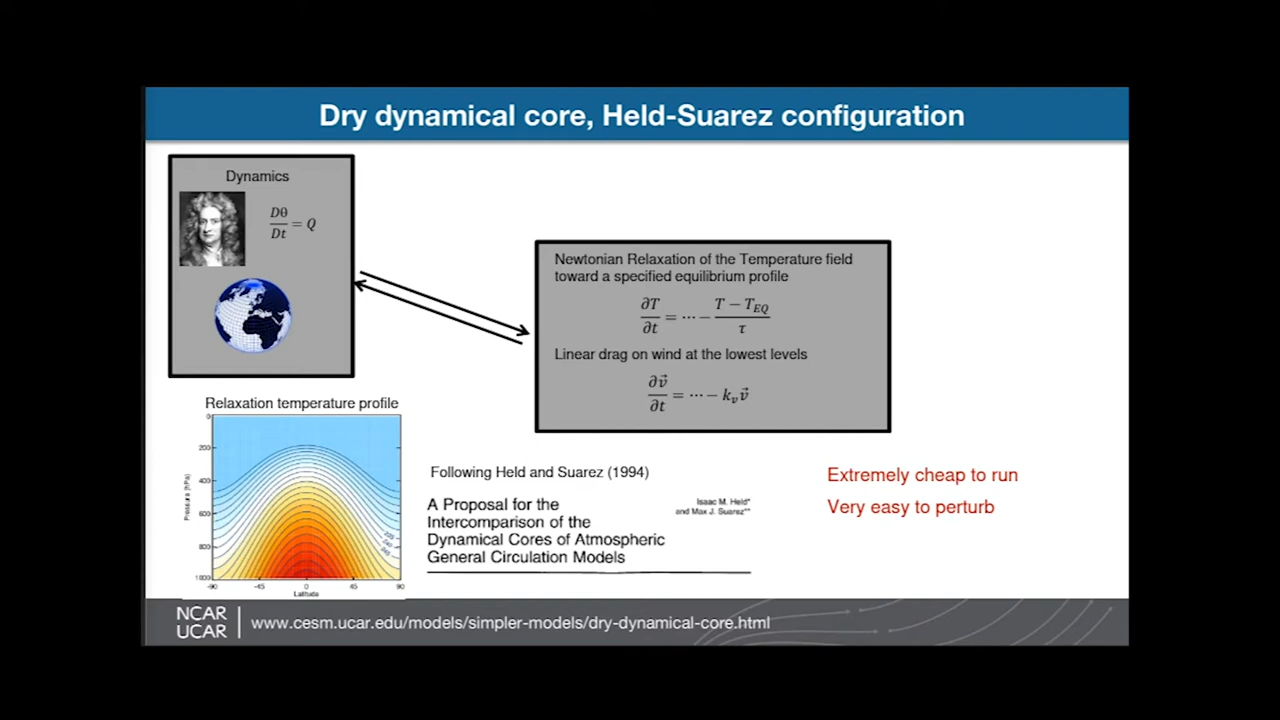 Dry dynamical core, Held-Suarez configuration
Dynamics
Dθ
Dt
= Q
Newtonian Relaxation of the Temperature field
toward a specified equilibrium profile
∂T/∂t = ⋯ − (T − T_EQ)/τ
Linear drag on wind at the lowest levels
∂v⃗/∂t = ⋯ − k_v v⃗
Relaxation temperature profile
0
200
400
600
800
1000
Pressure (hPa)
-90 -45 0 45 90
Latitude
Following Held and Suarez (1994)
A Proposal for the
Intercomparison of the
Dynamical Cores of Atmospheric
General Circulation Models
Isaac M. Held*
and Max J. Suarez**
Extremely cheap to run
Very easy to perturb
NCAR
UCAR
www.cesm.ucar.edu/models/simpler-models/dry-dynamical-core.html